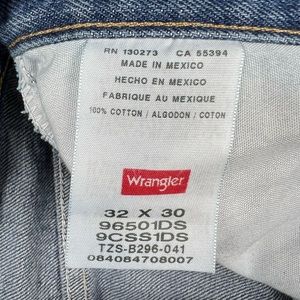 RN 130273 CA 55394
MADE IN MEXICO
HECHO EN MEXICO
FABRIQUE AU MEXIQUE
100% COTTON / ALGODON / COTON
Wrangler
32 X 30
96501DS
9CSS1DS
TZS-B296-041
084084708007